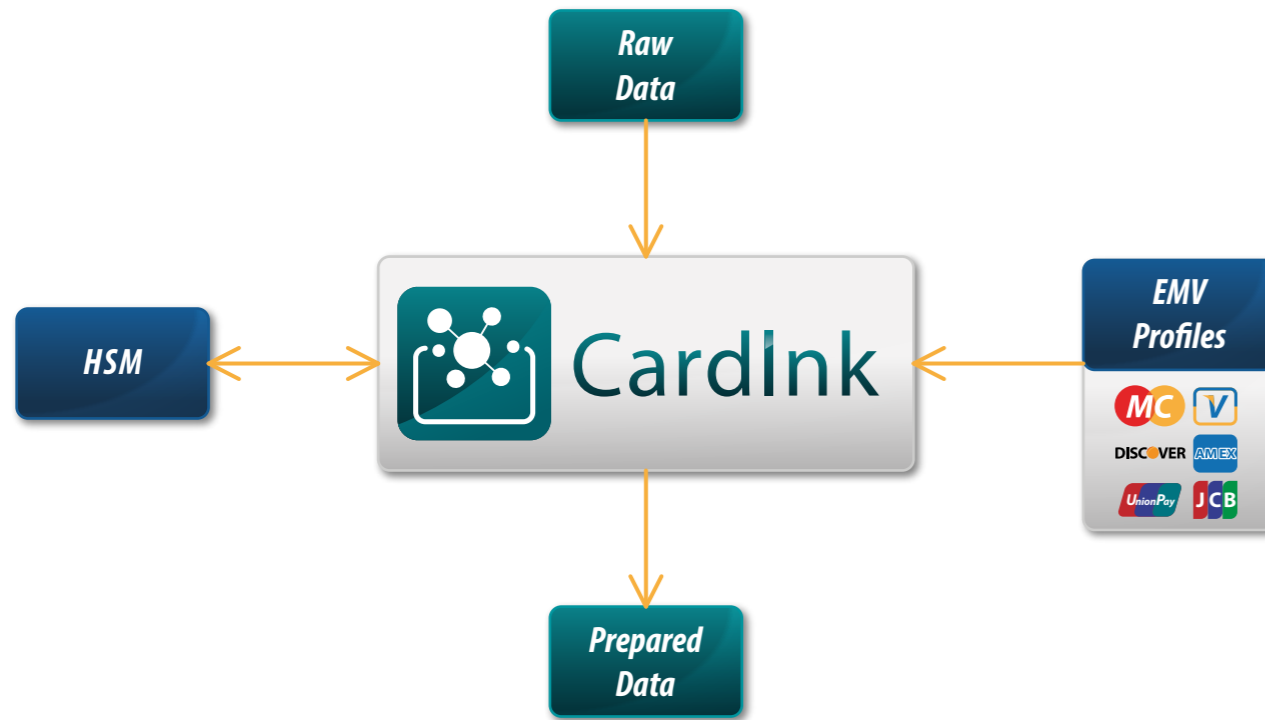 Raw
Data
HSM
CardInk
EMV
Profiles
MC V
DISCOVER AMEX
UnionPay JCB
Prepared
Data